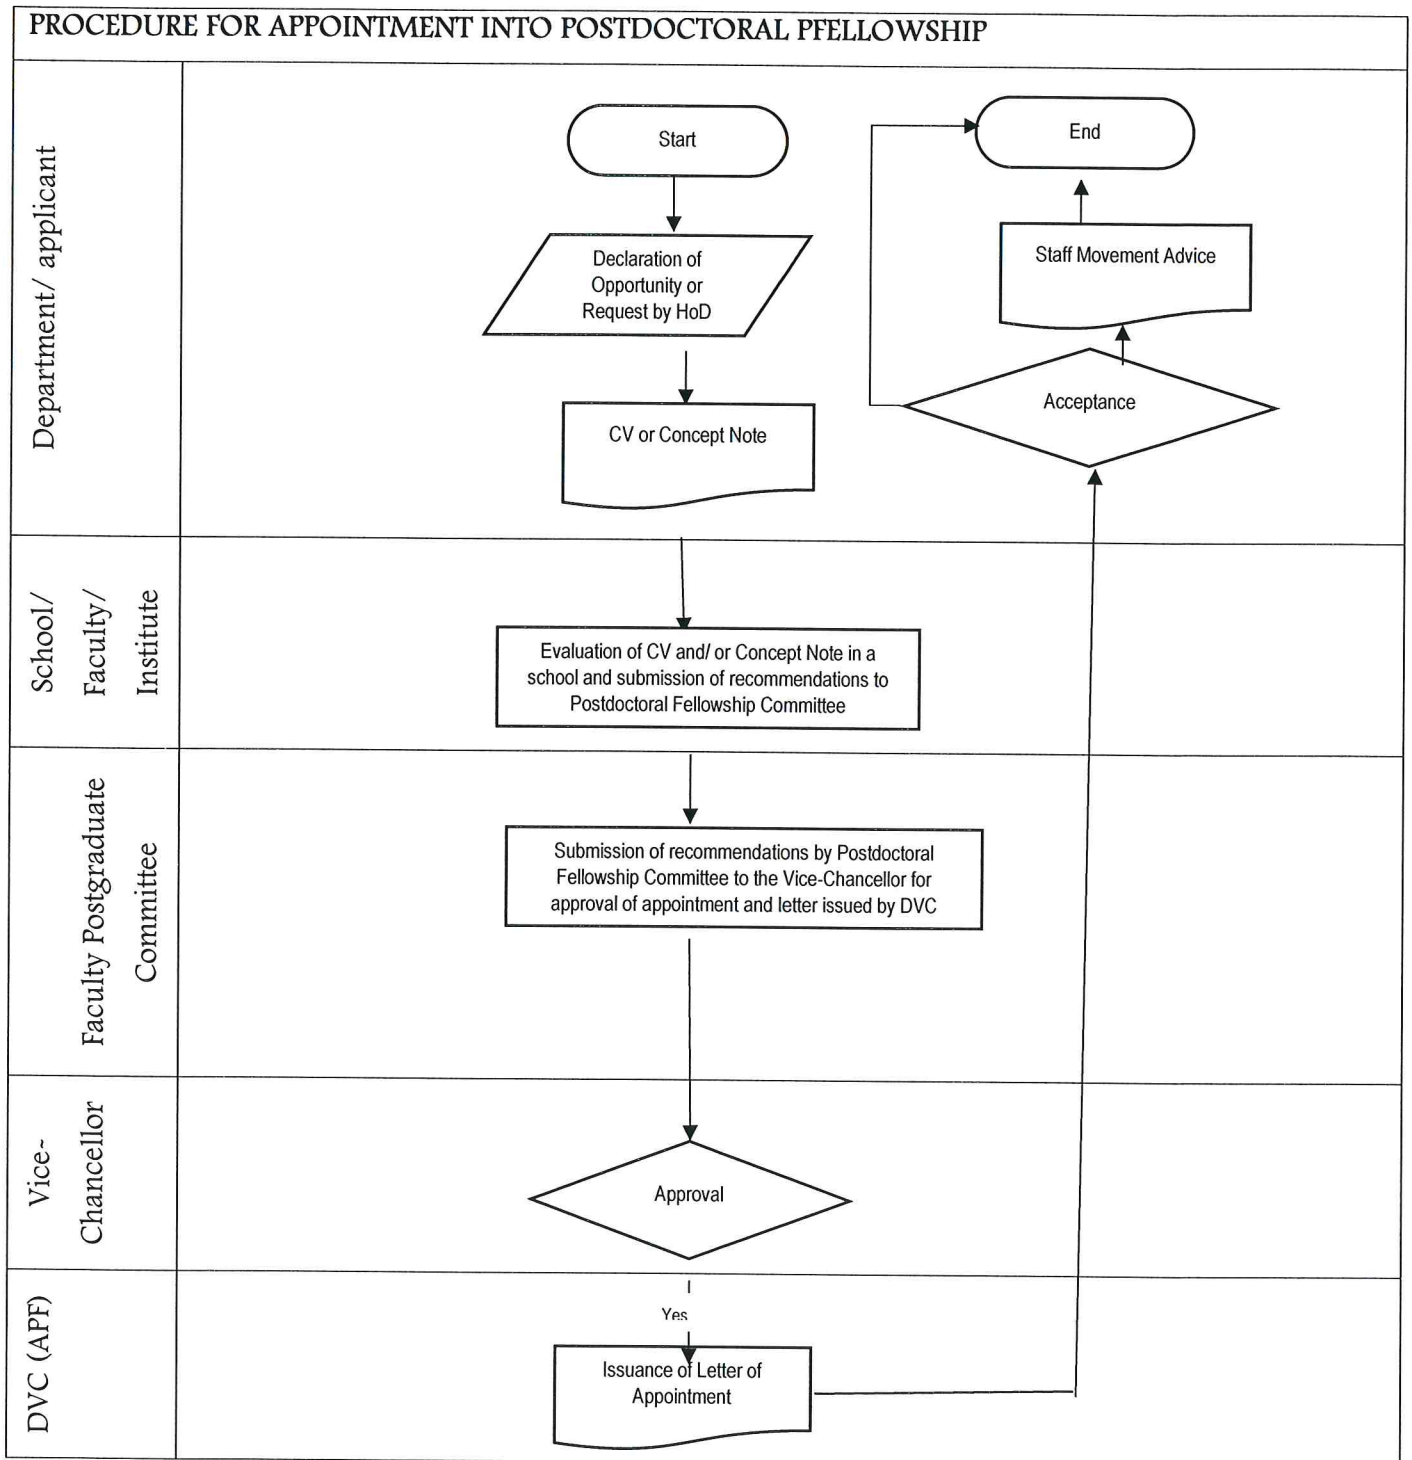 PROCEDURE FOR APPOINTMENT INTO POSTDOCTORAL PFELLOWSHIP
Department/ applicant
Start
Declaration of
Opportunity or
Request by HoD
CV or Concept Note
End
Staff Movement Advice
Acceptance
School/
Faculty/
Institute
Evaluation of CV and/ or Concept Note in a
school and submission of recommendations to
Postdoctoral Fellowship Committee
Faculty Postgraduate
Committee
Submission of recommendations by Postdoctoral
Fellowship Committee to the Vice-Chancellor for
approval of appointment and letter issued by DVC
Vice-
Chancellor
Approval
DVC (APF)
Yes
Issuance of Letter of
Appointment